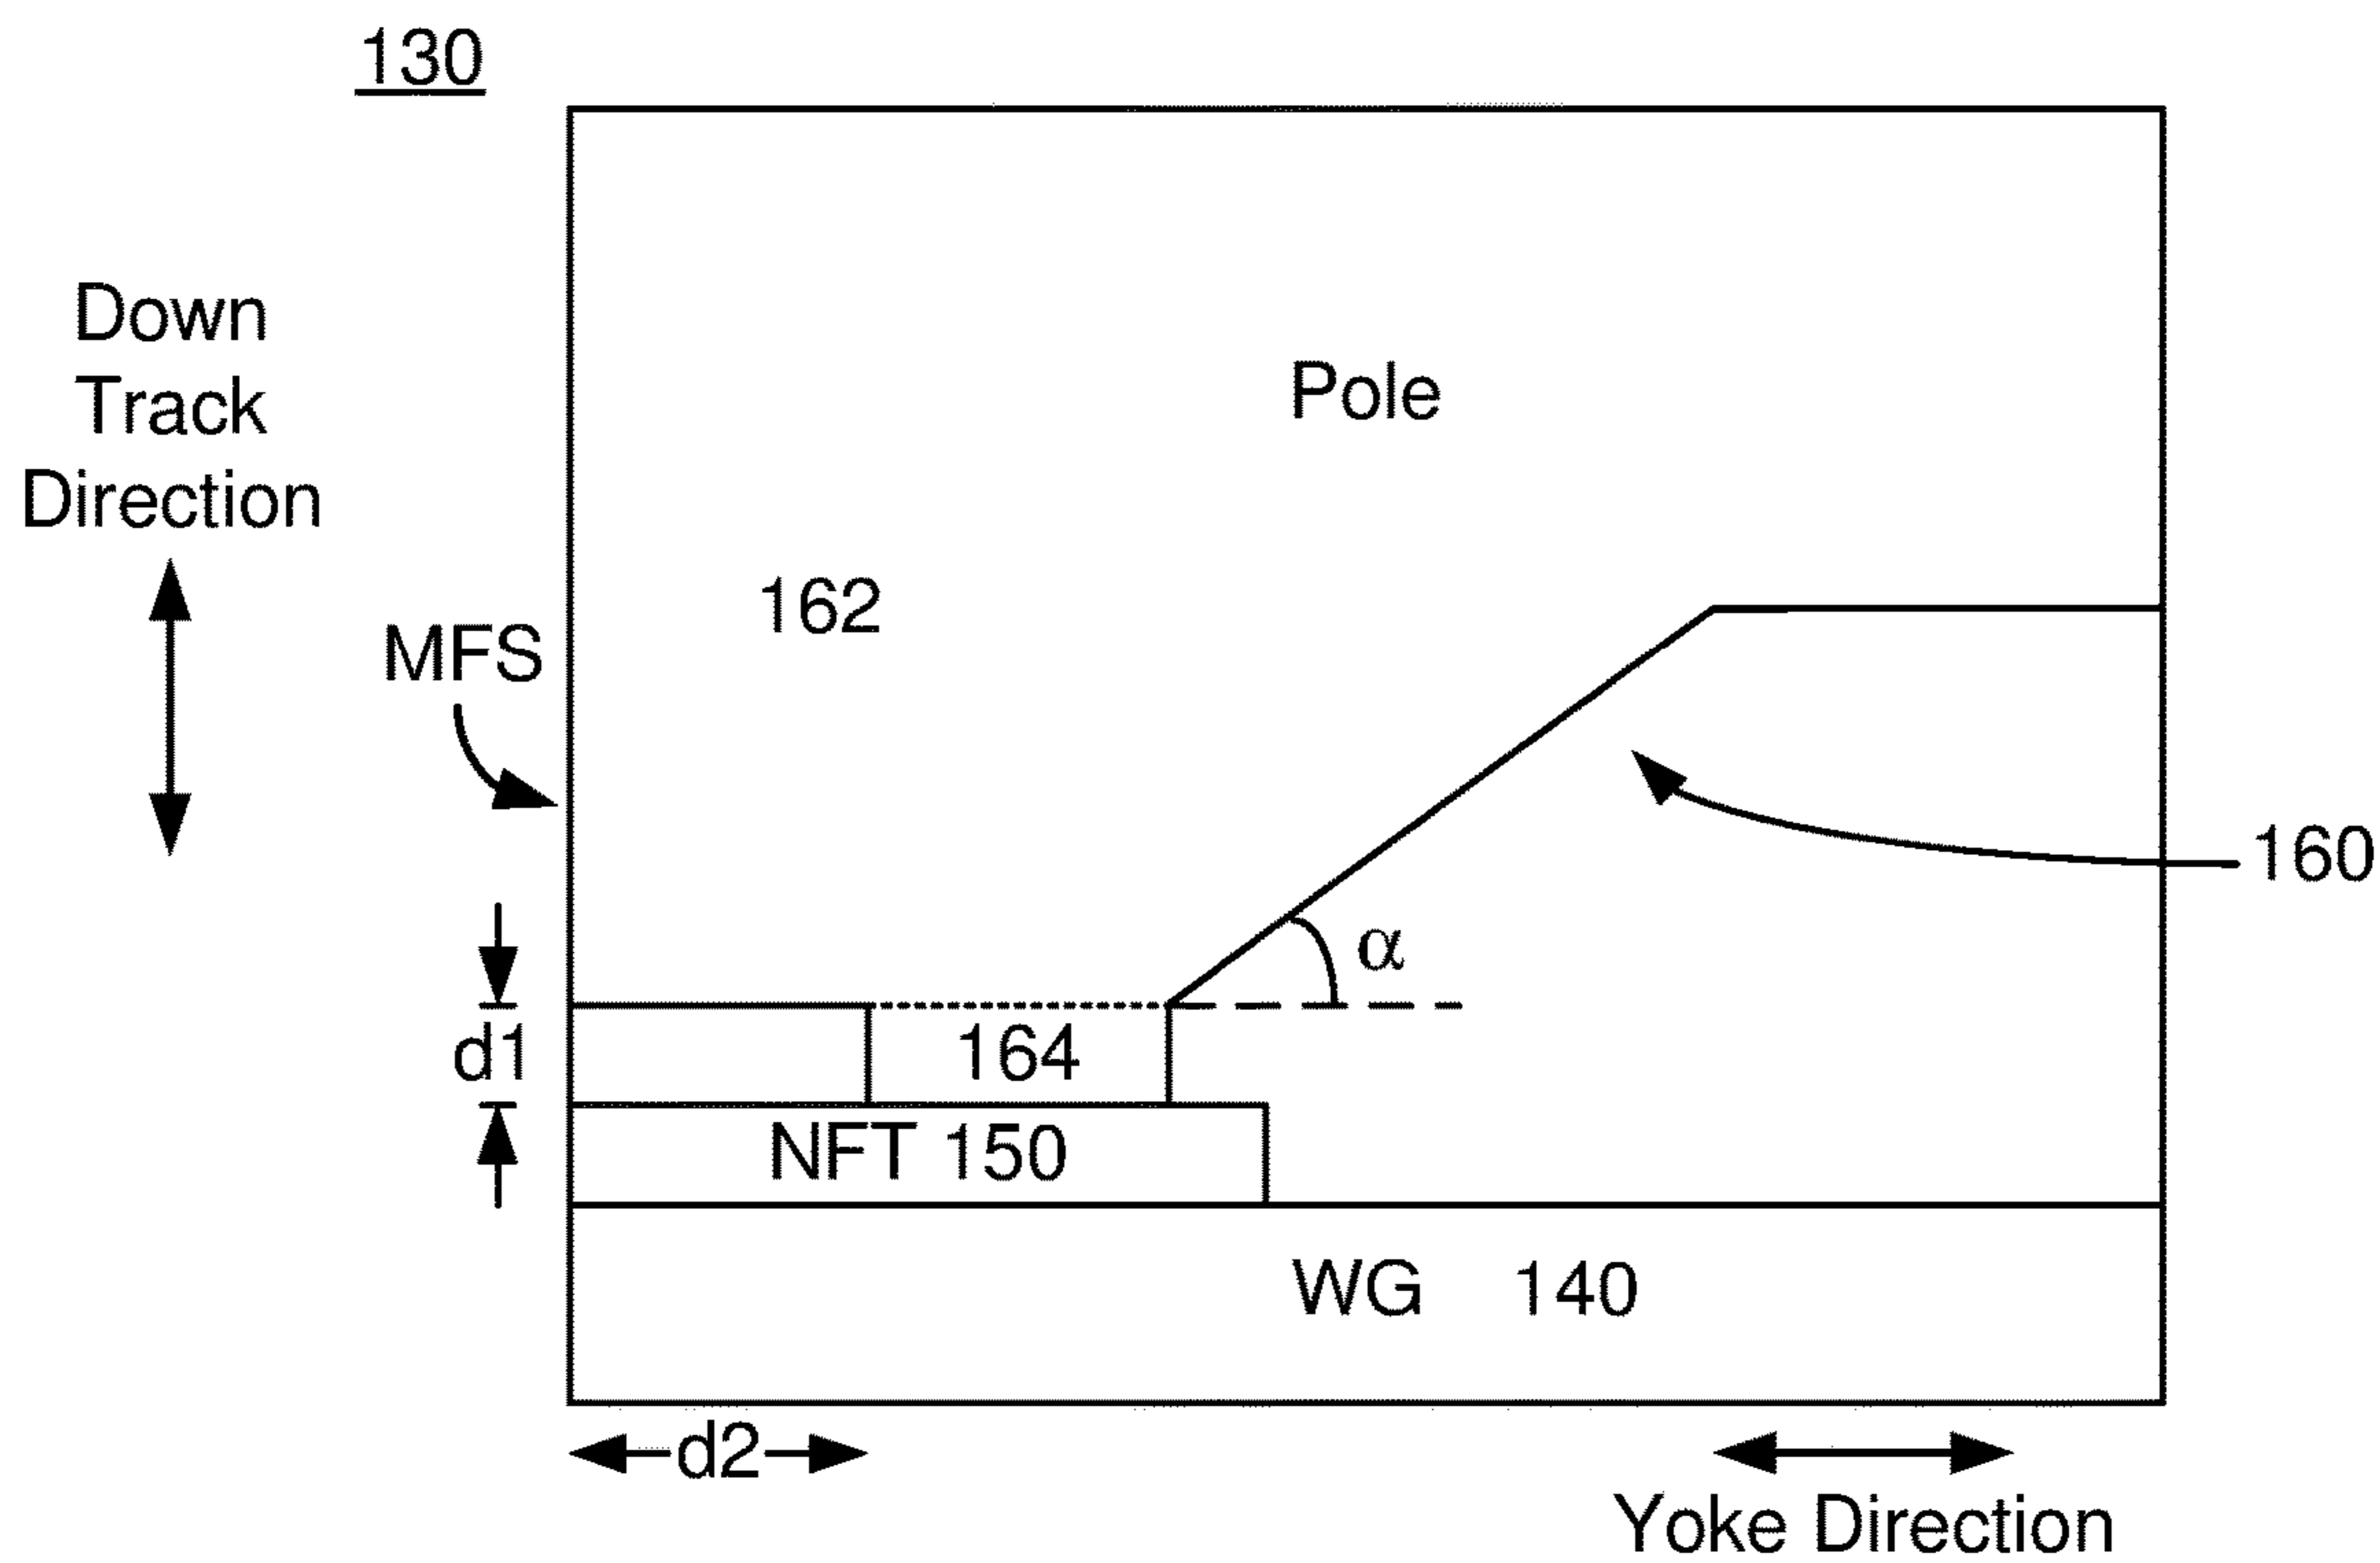 130
Down
Track
Direction
Pole
162
MFS
160
α
d1
164
NFT 150
WG 140
d2
Yoke Direction